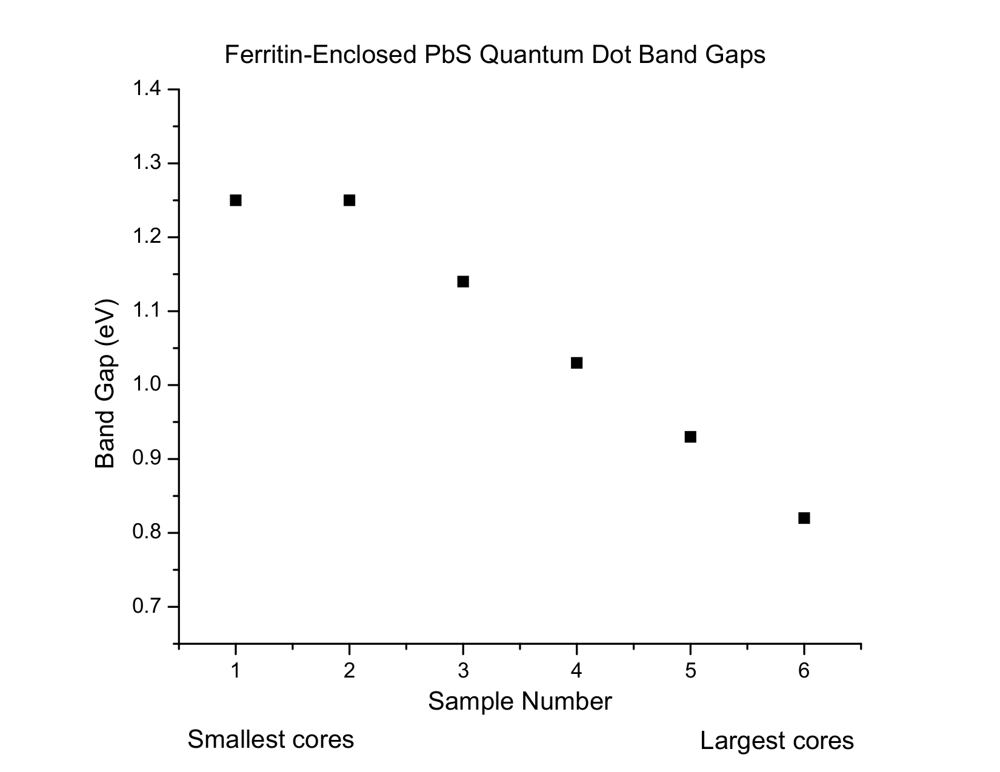 Ferritin-Enclosed PbS Quantum Dot Band Gaps
1.4
1.3
1.2
1.1
1.0
0.9
0.8
0.7
Band Gap (eV)
1 2 3 4 5 6
Sample Number
Smallest cores Largest cores